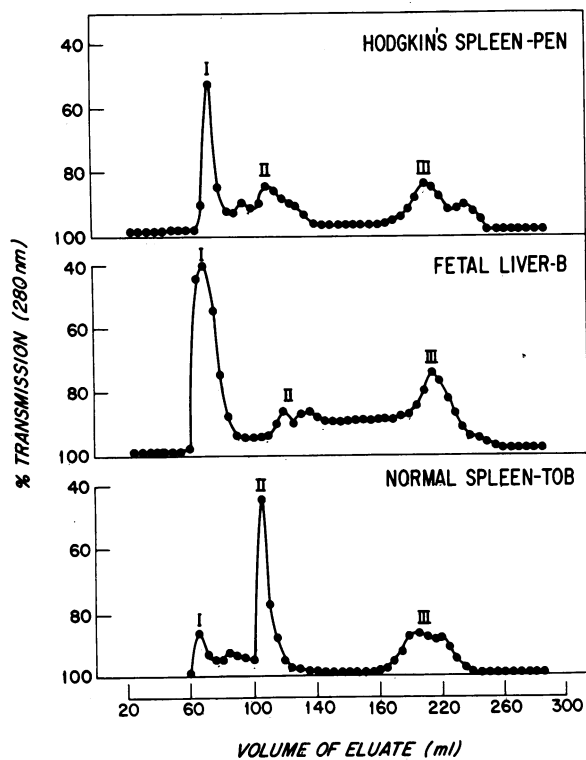 HODGKIN'S SPLEEN-PEN
I
II
III
40
60
80
100
FETAL LIVER-B
I
II
III
40
60
80
100
NORMAL SPLEEN-TOB
II
I
III
40
60
80
100
% TRANSMISSION (280nm)
20 60 100 140 160 220 260 300
VOLUME OF ELUATE (ml)